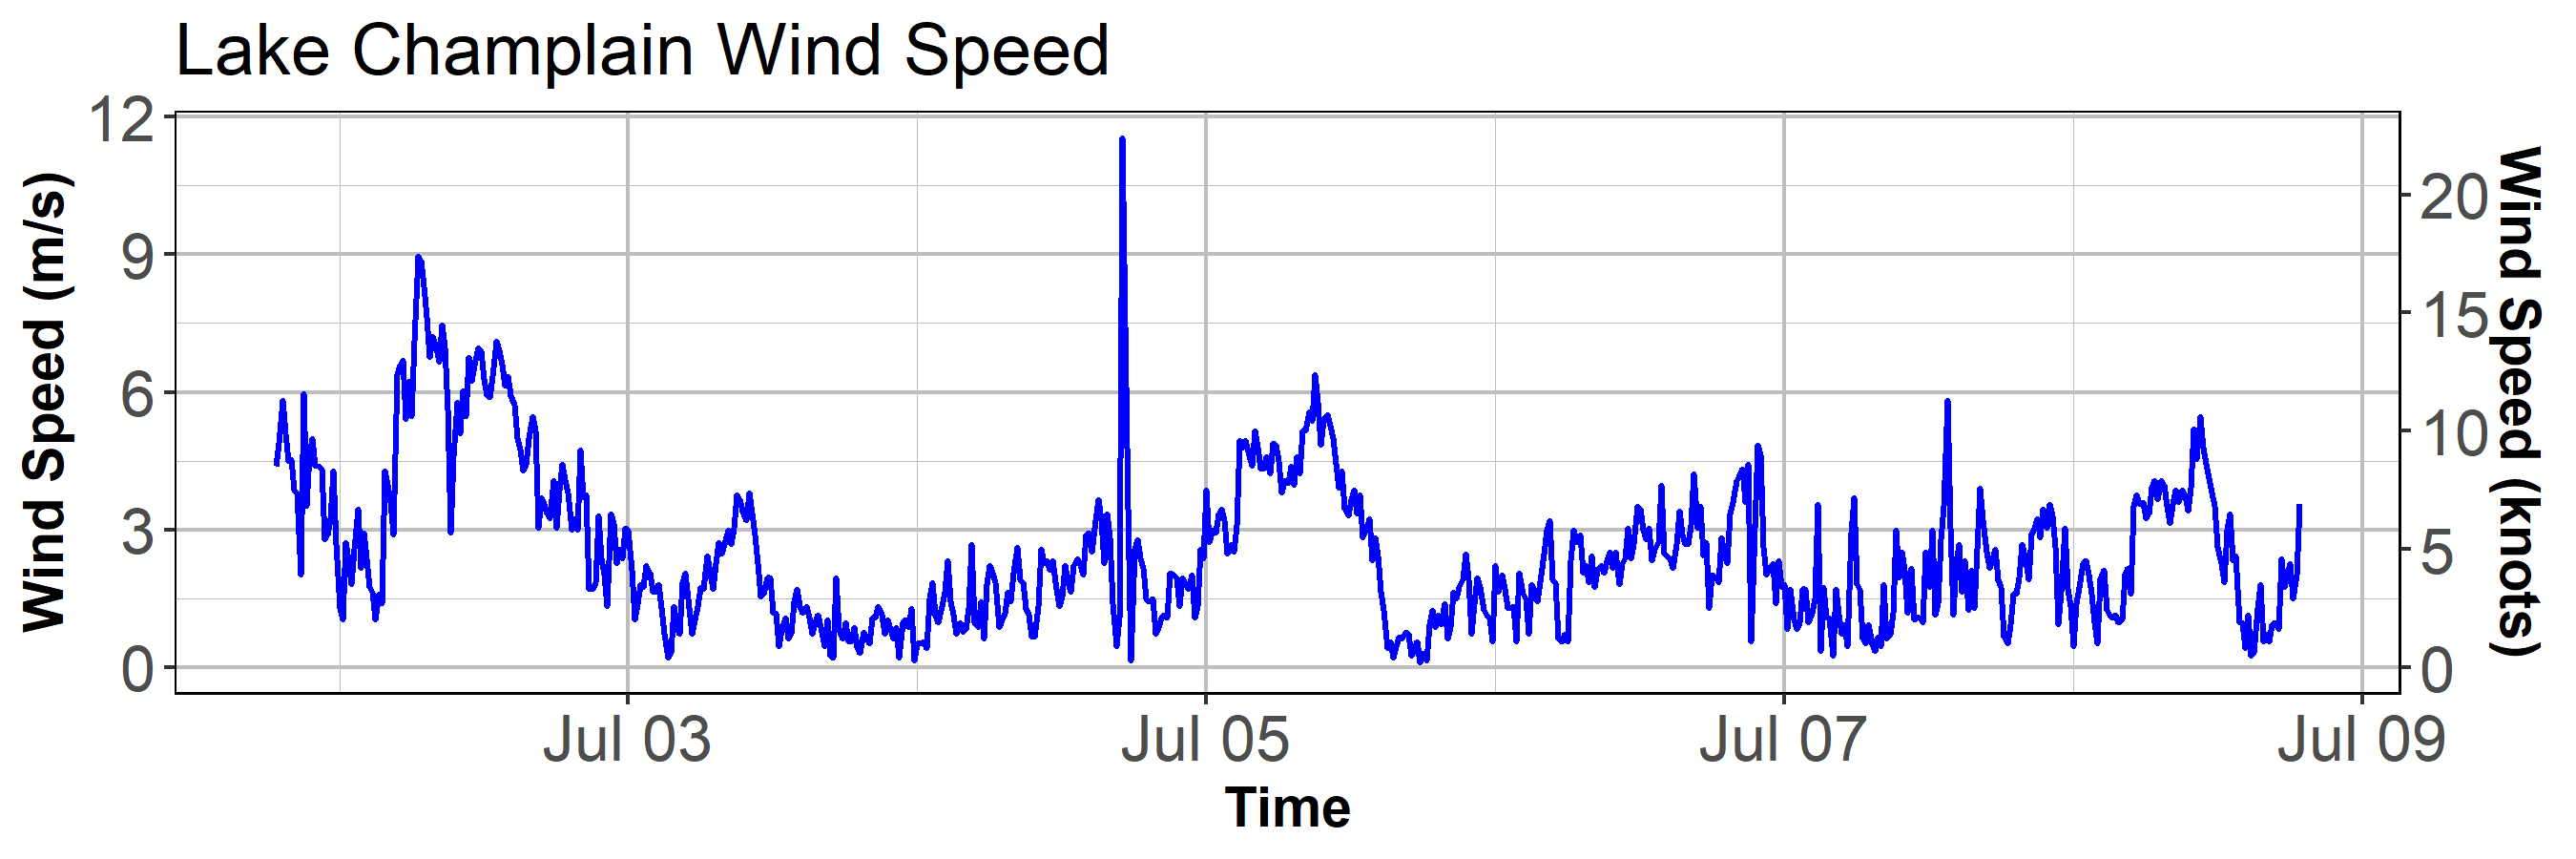 Lake Champlain Wind Speed
12
9
6
3
0
Wind Speed (m/s)
20
15
10
5
0
Wind Speed (knots)
Jul 03 Jul 05 Jul 07 Jul 09
Time